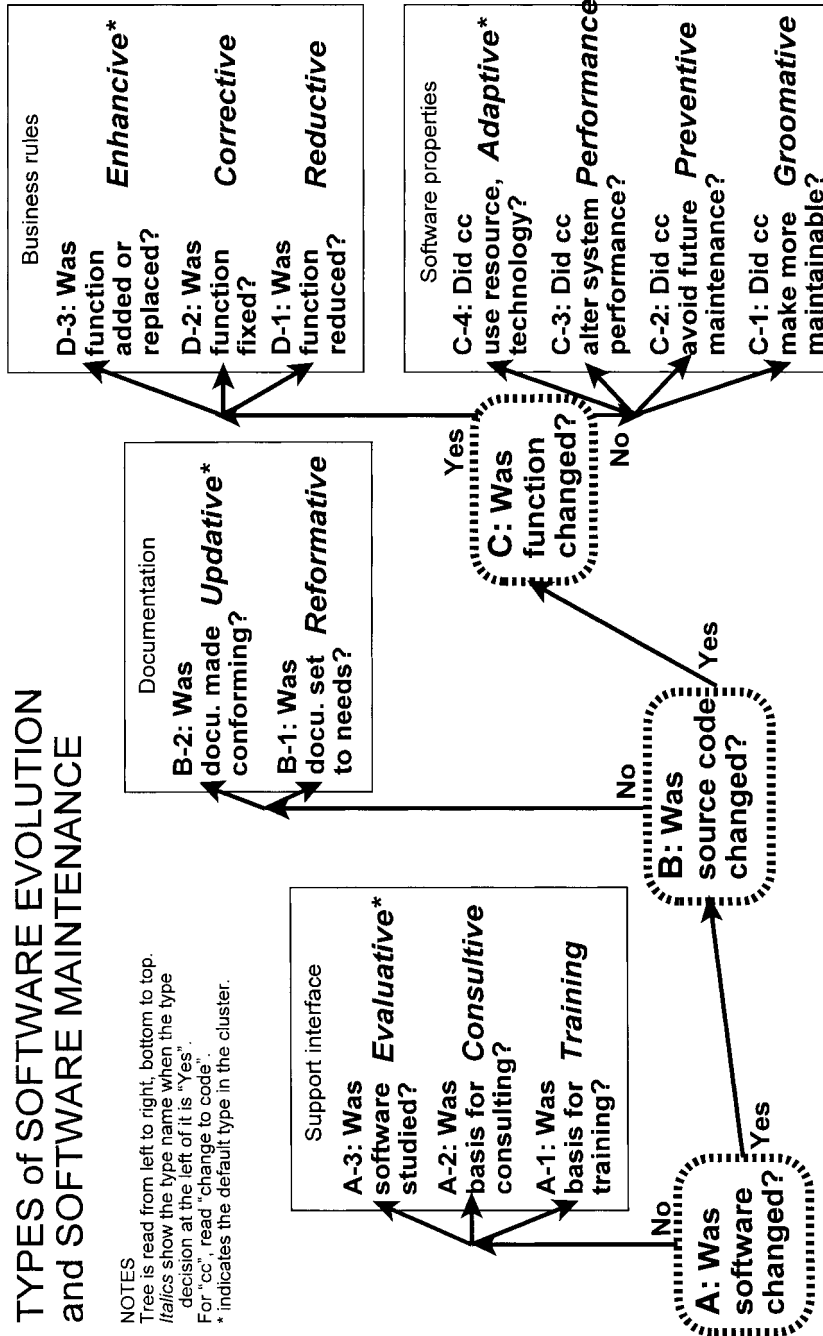 TYPES of SOFTWARE EVOLUTION
and SOFTWARE MAINTENANCE
NOTES
Tree is read from left to right, bottom to top.
Italics show the type name when the type
decision at the left of it is “Yes”.
For “cc”, read “change to code”.
* indicates the default type in the cluster.
A: Was
software
changed?
No
Yes
Support interface
A-3: Was
software Evaluative*
studied?
A-2: Was
basis for Consultive
consulting?
A-1: Was
basis for Training
training?
B: Was
source code
changed?
No
Yes
Documentation
B-2: Was
docu. made Updative*
conforming?
B-1: Was
docu. set Reformative
to needs?
C: Was
function
changed?
Yes
No
Business rules
D-3: Was
function
added or Enhancive*
replaced?
D-2: Was
function Corrective
fixed?
D-1: Was
function Reductive
reduced?
Software properties
C-4: Did cc
use resource, Adaptive*
technology?
C-3: Did cc
alter system Performance
performance?
C-2: Did cc
avoid future Preventive
maintenance?
C-1: Did cc
make more Groomative
maintainable?